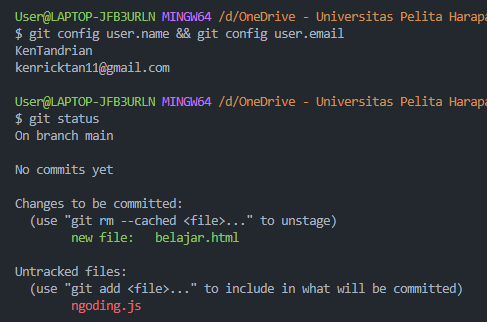 User@LAPTOP-JFB3URLN MINGW64 /d/OneDrive - Universitas Pelita Harapa
$ git config user.name && git config user.email
KenTandrian
kenricktan11@gmail.com
User@LAPTOP-JFB3URLN MINGW64 /d/OneDrive - Universitas Pelita Harapa
$ git status
On branch main
No commits yet
Changes to be committed:
(use "git rm --cached <file>..." to unstage)
new file:   belajar.html
Untracked files:
(use "git add <file>..." to include in what will be committed)
ngoding.js